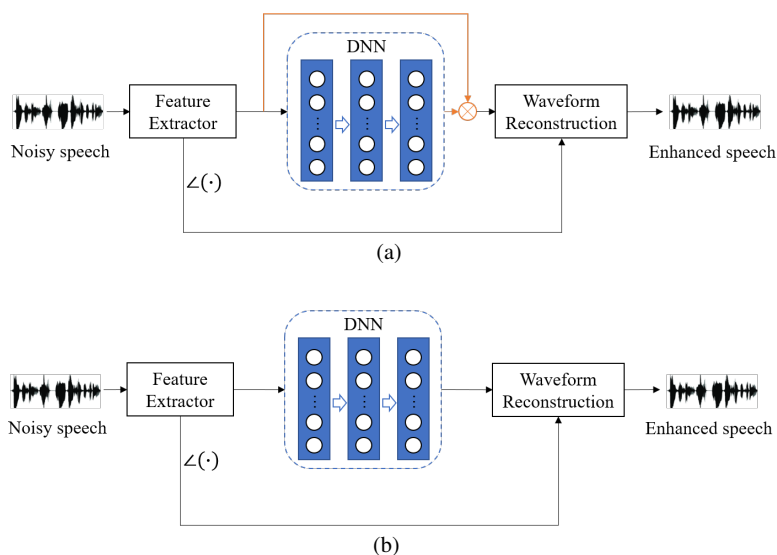 DNN
Feature
Extractor
Waveform
Reconstruction
Noisy speech
Enhanced speech
∠(·)
(a)
DNN
Feature
Extractor
Waveform
Reconstruction
Noisy speech
Enhanced speech
∠(·)
(b)